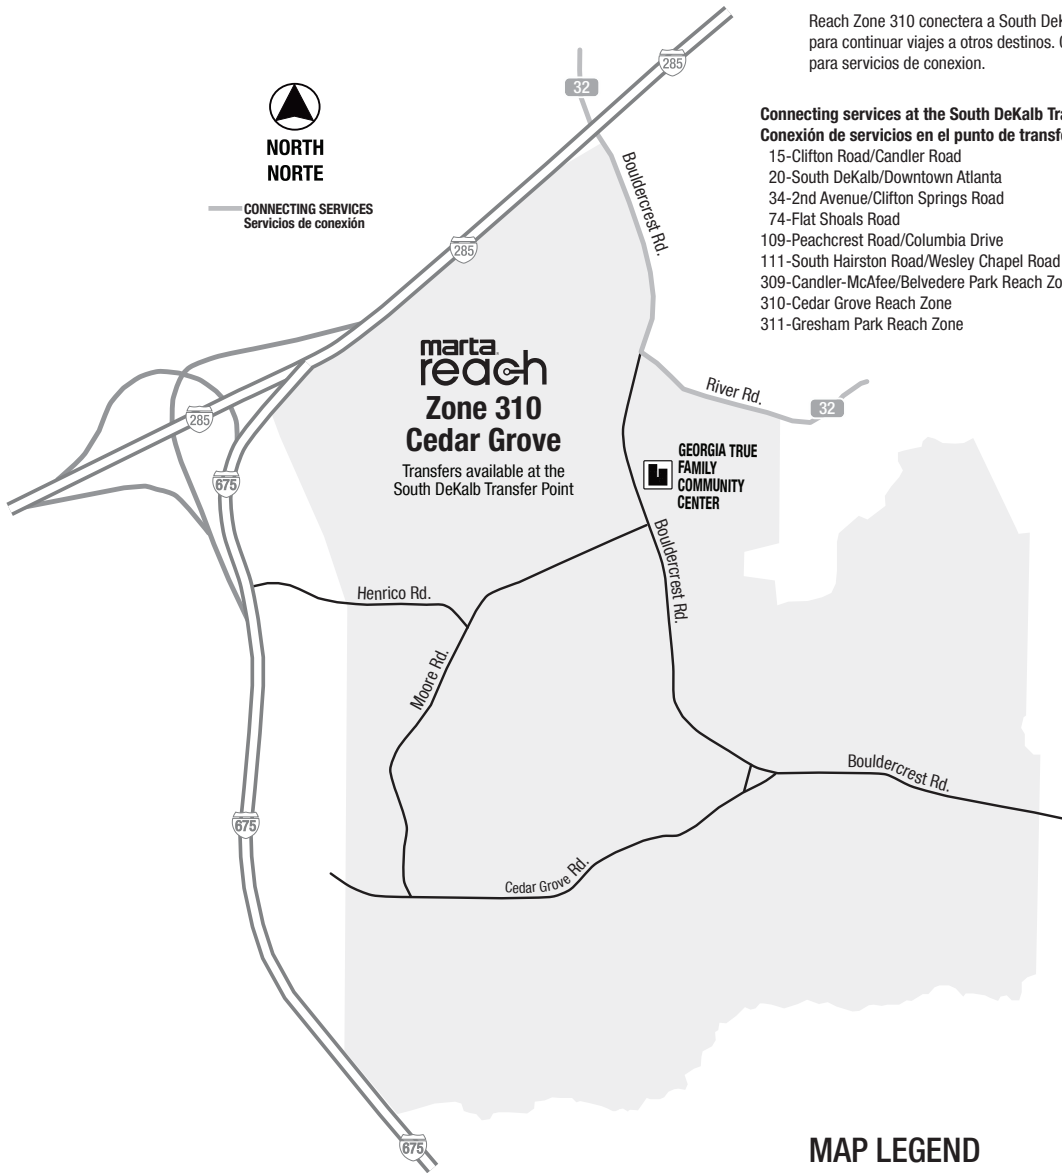 Reach Zone 310 conectera a South
para continuar viajes a otros destinos.
para servicios de conexion.
Connecting services at the South DeKalb
Conexión de servicios en el punto de
15-Clifton Road/Candler Road
20-South DeKalb/Downtown Atlanta
34-2nd Avenue/Clifton Springs Road
74-Flat Shoals Road
109-Peachcrest Road/Columbia Drive
111-South Hairston Road/Wesley Chapel Road
309-Candler-McAfee/Belvedere Park Reach
310-Cedar Grove Reach Zone
311-Gresham Park Reach Zone
NORTH
NORTE
CONNECTING SERVICES
Servicios de conexión
285
32
Bouldercrest Rd.
285
marta
reach
Zone 310
Cedar Grove
Transfers available at the
South DeKalb Transfer Point
River Rd.
32
285
675
GEORGIA TRUE
FAMILY
COMMUNITY
CENTER
Bouldercrest Rd.
Henrico Rd.
Moore Rd.
Bouldercrest Rd.
675
Cedar Grove Rd.
675
MAP LEGEND